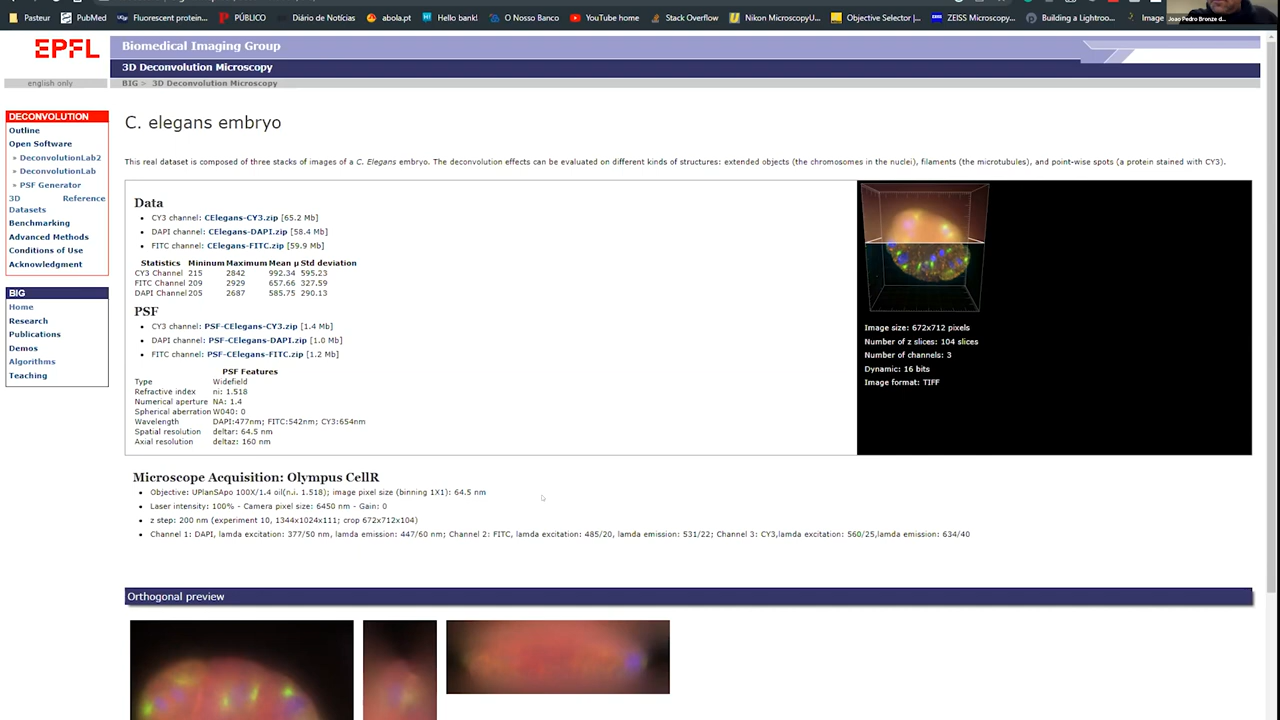 Pasteur PubMed Fluorescent protein... PÚBLICO Diário de Notícias abola.pt Hello bank! O Nosso Banco YouTube home Stack Overflow Nikon MicroscopyU... Objective Selector |... ZEISS Microscopy... Building a Lightroo... Image
Joao Pedro Bronze d...
EPFL
Biomedical Imaging Group
3D Deconvolution Microscopy
english only
BIG > 3D Deconvolution Microscopy
DECONVOLUTION
Outline
Open Software
» DeconvolutionLab2
» DeconvolutionLab
» PSF Generator
3D Reference
Datasets
Benchmarking
Advanced Methods
Conditions of Use
Acknowledgment
BIG
Home
Research
Publications
Demos
Algorithms
Teaching
C. elegans embryo
This real dataset is composed of three stacks of images of a C. Elegans embryo. The deconvolution effects can be evaluated on different kinds of structures: extended objects (the chromosomes in the nuclei), filaments (the microtubules), and point-wise spots (a protein stained with CY3).
Data
• CY3 channel: CElegans-CY3.zip [65.2 Mb]
• DAPI channel: CElegans-DAPI.zip [58.4 Mb]
• FITC channel: CElegans-FITC.zip [59.9 Mb]
Statistics Mininum Maximum Mean µ Std deviation
CY3 Channel 215 2842 992.34 595.23
FITC Channel 209 2929 657.66 327.59
DAPI Channel 205 2687 585.75 290.13
PSF
• CY3 channel: PSF-CElegans-CY3.zip [1.4 Mb]
• DAPI channel: PSF-CElegans-DAPI.zip [1.0 Mb]
• FITC channel: PSF-CElegans-FITC.zip [1.2 Mb]
PSF Features
Type Widefield
Refractive index ni: 1.518
Numerical aperture NA: 1.4
Spherical aberration W040: 0
Wavelength DAPI:477nm; FITC:542nm; CY3:654nm
Spatial resolution deltar: 64.5 nm
Axial resolution deltaz: 160 nm
Image size: 672x712 pixels
Number of z slices: 104 slices
Number of channels: 3
Dynamic: 16 bits
Image format: TIFF
Microscope Acquisition: Olympus CellR
• Objective: UPlanSApo 100X/1.4 oil(n.i. 1.518); image pixel size (binning 1X1): 64.5 nm
• Laser intensity: 100% - Camera pixel size: 6450 nm - Gain: 0
• z step: 200 nm (experiment 10, 1344x1024x111; crop 672x712x104)
• Channel 1: DAPI, lamda excitation: 377/50 nm, lamda emission: 447/60 nm; Channel 2: FITC, lamda excitation: 485/20, lamda emission: 531/22; Channel 3: CY3,lamda excitation: 560/25,lamda emission: 634/40
Orthogonal preview